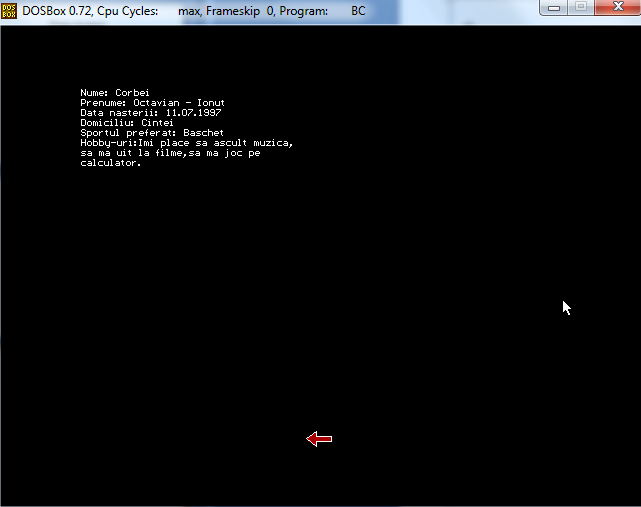 DOS
BOX
DOSBox 0.72, Cpu Cycles: max, Frameskip 0, Program: BC
Nume: Corbei
Prenume: Octavian - Ionut
Data nasterii: 11.07.1997
Domiciliu: Cintei
Sportul preferat: Baschet
Hobby-uri:Imi place sa ascult muzica,
sa ma uit la filme,sa ma joc pe
calculator.